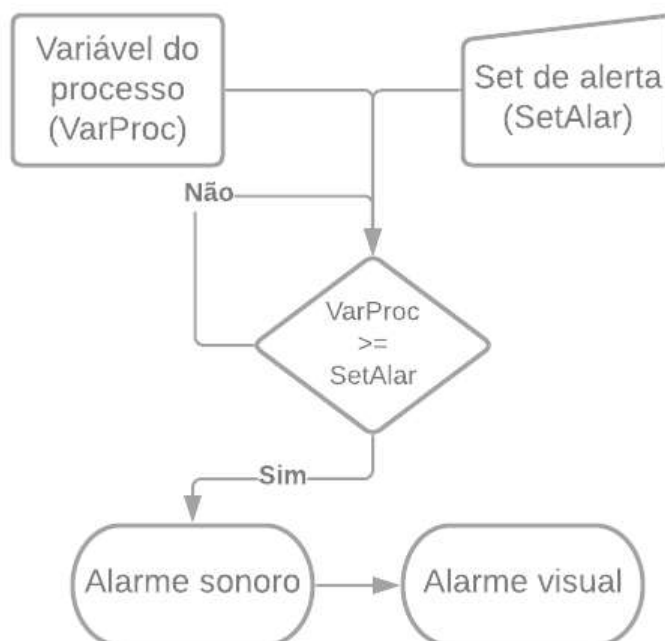 Variável do
processo
(VarProc)
Set de alerta
(SetAlar)
Não
VarProc
>=
SetAlar
Sim
Alarme sonoro
Alarme visual